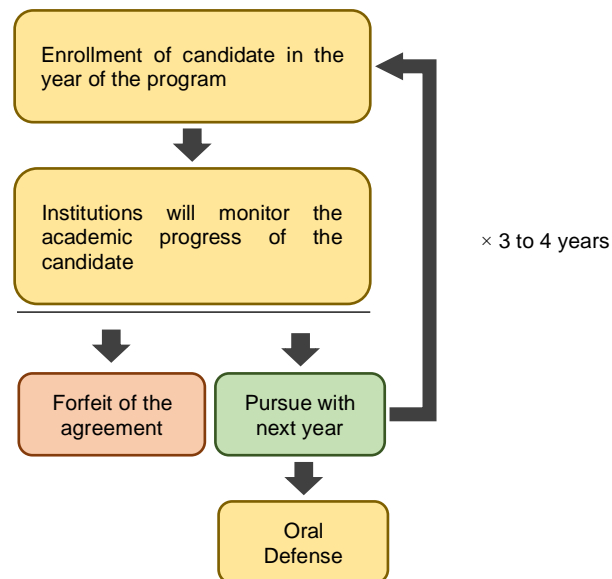 Enrollment of candidate in the
year of the program
Institutions will monitor the
academic progress of the
candidate
× 3 to 4 years
Forfeit of the
agreement
Pursue with
next year
Oral
Defense